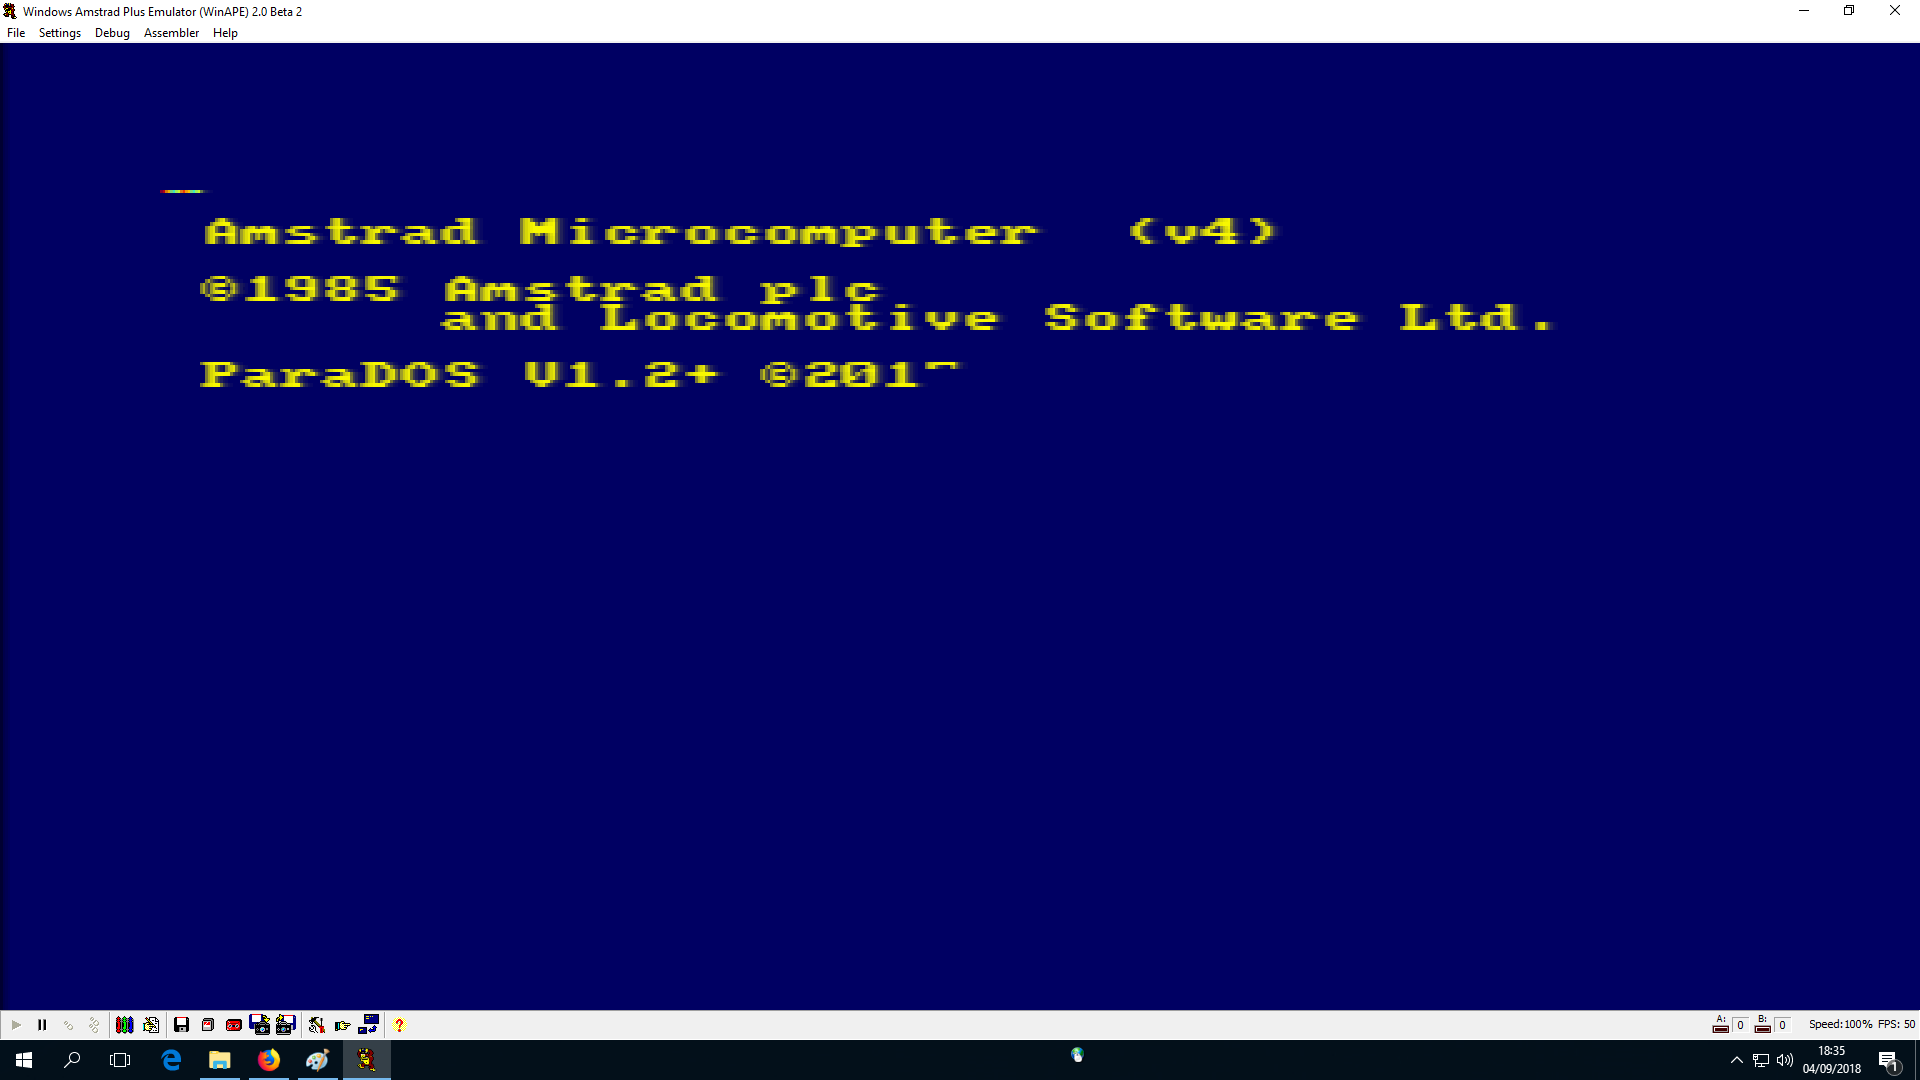 Windows Amstrad Plus Emulator (WinAPE) 2.0 Beta 2
File Settings Debug Assembler Help
Amstrad Microcomputer (v4)
©1985 Amstrad plc
and Locomotive Software Ltd.
ParaDOS V1.2+
A: 0 B: 0 Speed:100% FPS: 50
18:35
04/09/2018
1